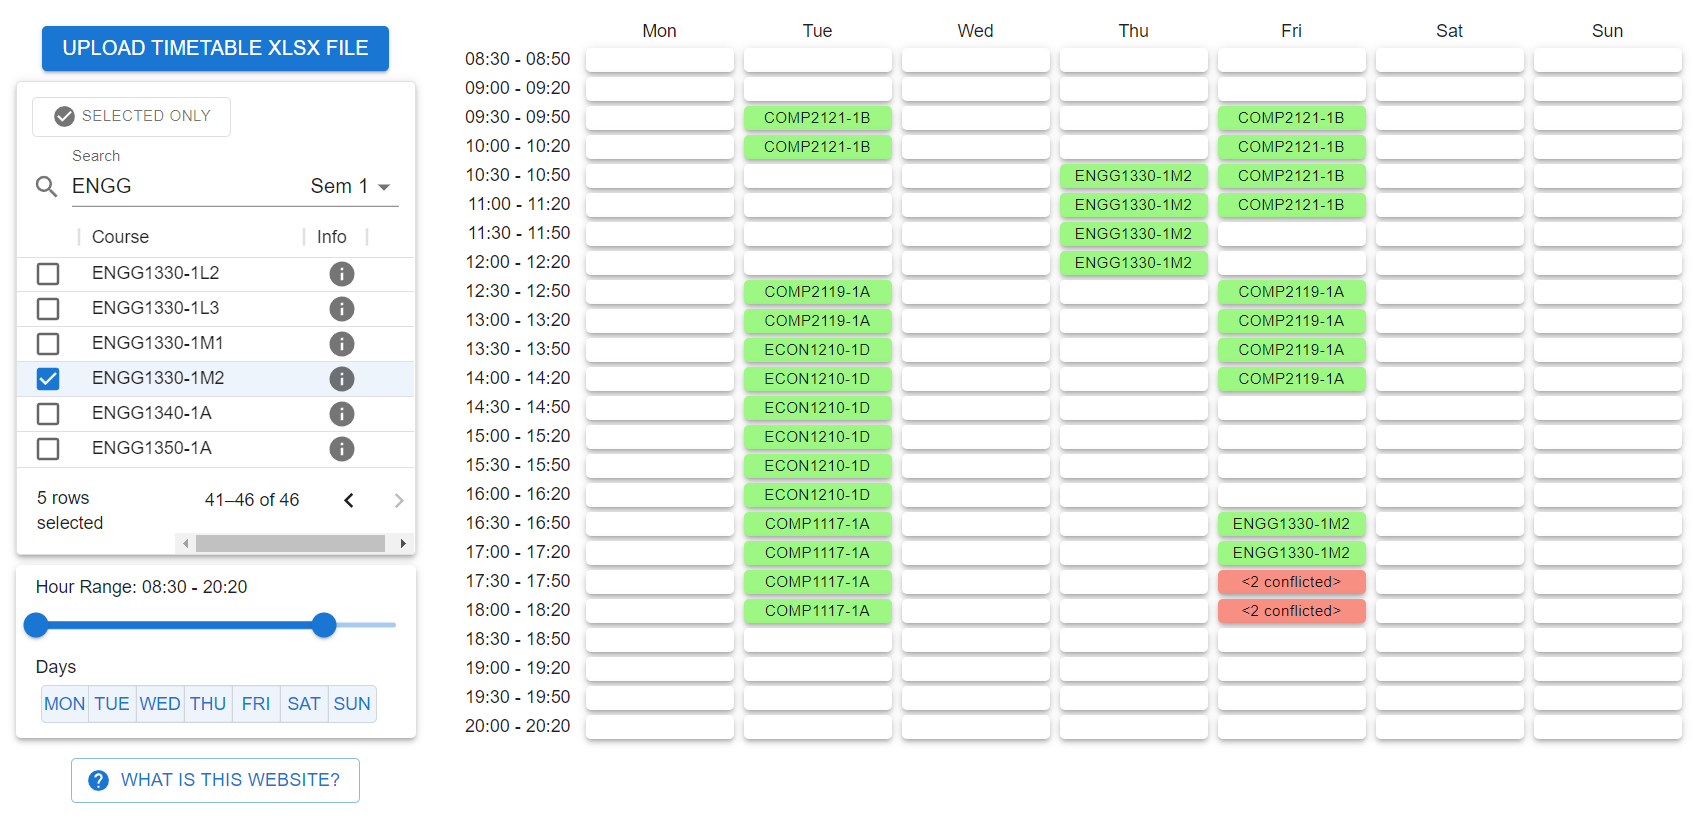 UPLOAD TIMETABLE XLSX FILE
SELECTED ONLY
Search
ENGG Sem 1
Course Info
ENGG1330-1L2
ENGG1330-1L3
ENGG1330-1M1
ENGG1330-1M2
ENGG1340-1A
ENGG1350-1A
5 rows selected 41–46 of 46
Hour Range: 08:30 - 20:20
Days
MON TUE WED THU FRI SAT SUN
WHAT IS THIS WEBSITE?
Mon Tue Wed Thu Fri Sat Sun
08:30 - 08:50
09:00 - 09:20
09:30 - 09:50 COMP2121-1B COMP2121-1B
10:00 - 10:20 COMP2121-1B COMP2121-1B
10:30 - 10:50 ENGG1330-1M2 COMP2121-1B
11:00 - 11:20 ENGG1330-1M2 COMP2121-1B
11:30 - 11:50 ENGG1330-1M2
12:00 - 12:20 ENGG1330-1M2
12:30 - 12:50 COMP2119-1A COMP2119-1A
13:00 - 13:20 COMP2119-1A COMP2119-1A
13:30 - 13:50 ECON1210-1D COMP2119-1A
14:00 - 14:20 ECON1210-1D COMP2119-1A
14:30 - 14:50 ECON1210-1D
15:00 - 15:20 ECON1210-1D
15:30 - 15:50 ECON1210-1D
16:00 - 16:20 ECON1210-1D
16:30 - 16:50 COMP1117-1A ENGG1330-1M2
17:00 - 17:20 COMP1117-1A ENGG1330-1M2
17:30 - 17:50 COMP1117-1A <2 conflicted>
18:00 - 18:20 COMP1117-1A <2 conflicted>
18:30 - 18:50
19:00 - 19:20
19:30 - 19:50
20:00 - 20:20